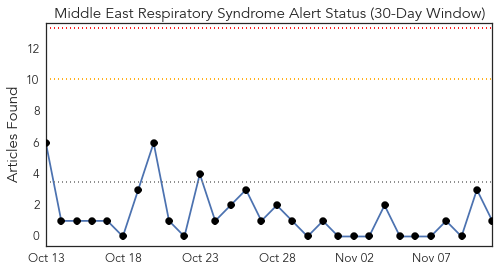 Middle East Respiratory Syndrome Alert Status (30-Day Window)
Articles Found
12
10
8
6
4
2
0
Oct 13 Oct 18 Oct 23 Oct 28 Nov 02 Nov 07